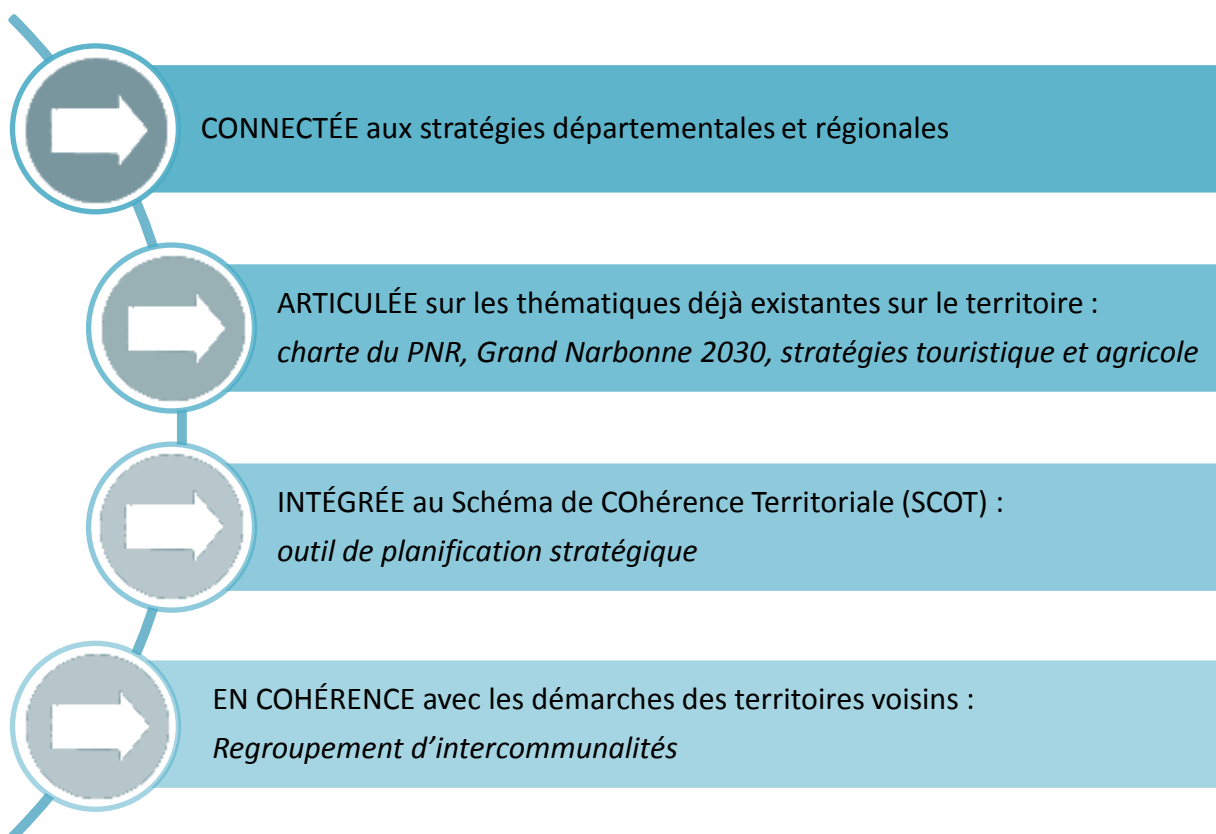 CONNECTÉE aux stratégies départementales et régionales
ARTICULÉE sur les thématiques déjà existantes sur le territoire :
charte du PNR, Grand Narbonne 2030, stratégies touristique et agricole
INTÉGRÉE au Schéma de COhérence Territoriale (SCOT) :
outil de planification stratégique
EN COHÉRENCE avec les démarches des territoires voisins :
Regroupement d’intercommunalités